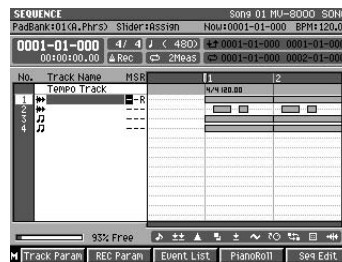 SEQUENCE Song 01 MV-8000 SON
PadBank:01(A.Phrs) Slider:Assign Now:0001-01-000 BPM:120.0
0001-01-000 4/ 4 ♩ ( 480) 0001-01-000 0001-01-000
00:00:00.00 Rec 2Meas 0001-01-000 0002-01-000
No. Track Name MSR 1 2
Tempo Track 4/4 120.00
1 --R
2 ---
3 ---
4 ---
93% Free
M Track Param REC Param Event List PianoRoll Seq Edit